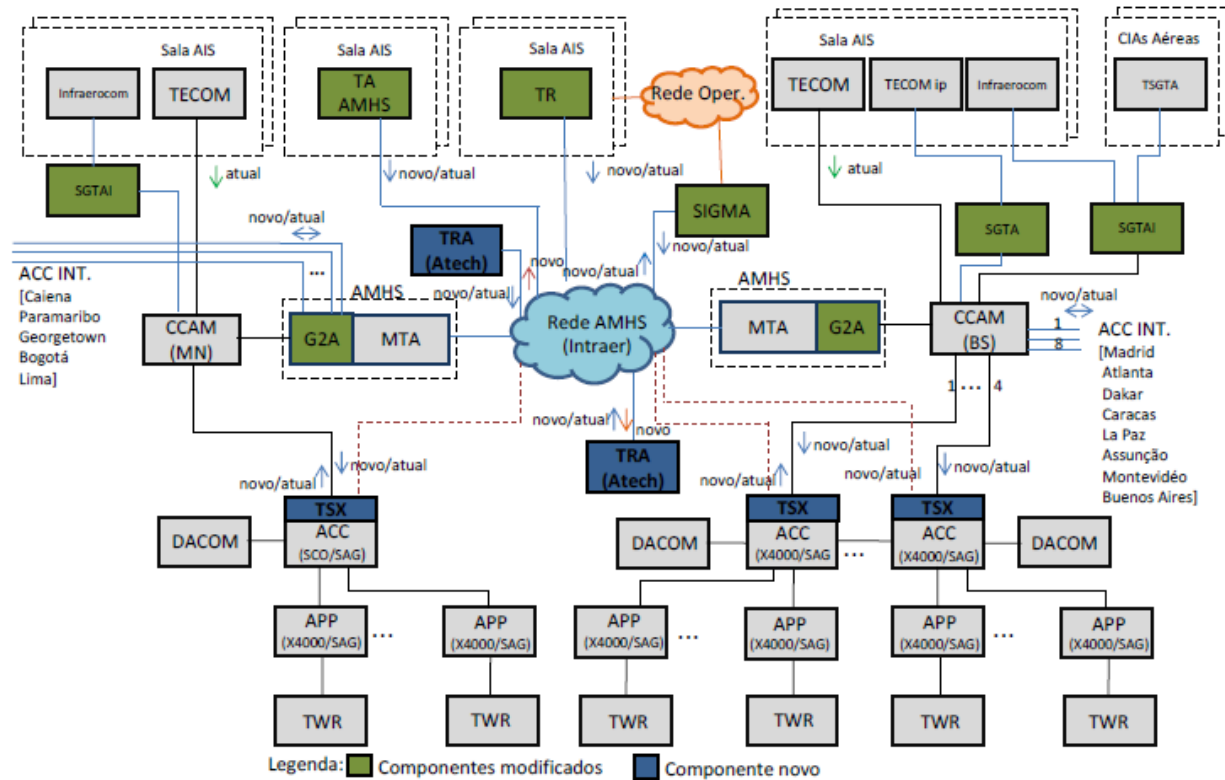 Sala AIS
Infraerocom
TECOM
Sala AIS
TA
AMHS
Sala AIS
TR
Rede Oper.
Sala AIS
TECOM
TECOM ip
Infraerocom
CIAs Aéreas
TSGTA
SGTAI
atual
novo/atual
novo/atual
SIGMA
atual
SGTA
SGTAI
novo/atual
TRA
(Atech)
novo
novo/atual
novo/atual
novo/atual
ACC INT.
[Caiena
Paramaribo
Georgetown
Bogotá
Lima]
...
AMHS
CCAM
(MN)
G2A
MTA
Rede AMHS
(Intraer)
AMHS
MTA
G2A
CCAM
(BS)
novo/atual
1
8
ACC INT.
[Madrid
Atlanta
Dakar
Caracas
La Paz
Assunção
Montevidéo
Buenos Aires]
1 ... 4
novo/atual
novo
TRA
(Atech)
novo/atual
novo/atual
novo/atual
novo/atual
novo/atual
novo/atual
DACOM
TSX
ACC
(SCO/SAG)
DACOM
TSX
ACC
(X4000/SAG)
...
TSX
ACC
(X4000/SAG)
DACOM
APP
(X4000/SAG)
...
APP
(X4000/SAG)
APP
(X4000/SAG)
...
APP
(X4000/SAG)
APP
(X4000/SAG)
...
APP
(X4000/SAG)
TWR
TWR
TWR
TWR
TWR
TWR
Legenda:
Componentes modificados
Componente novo